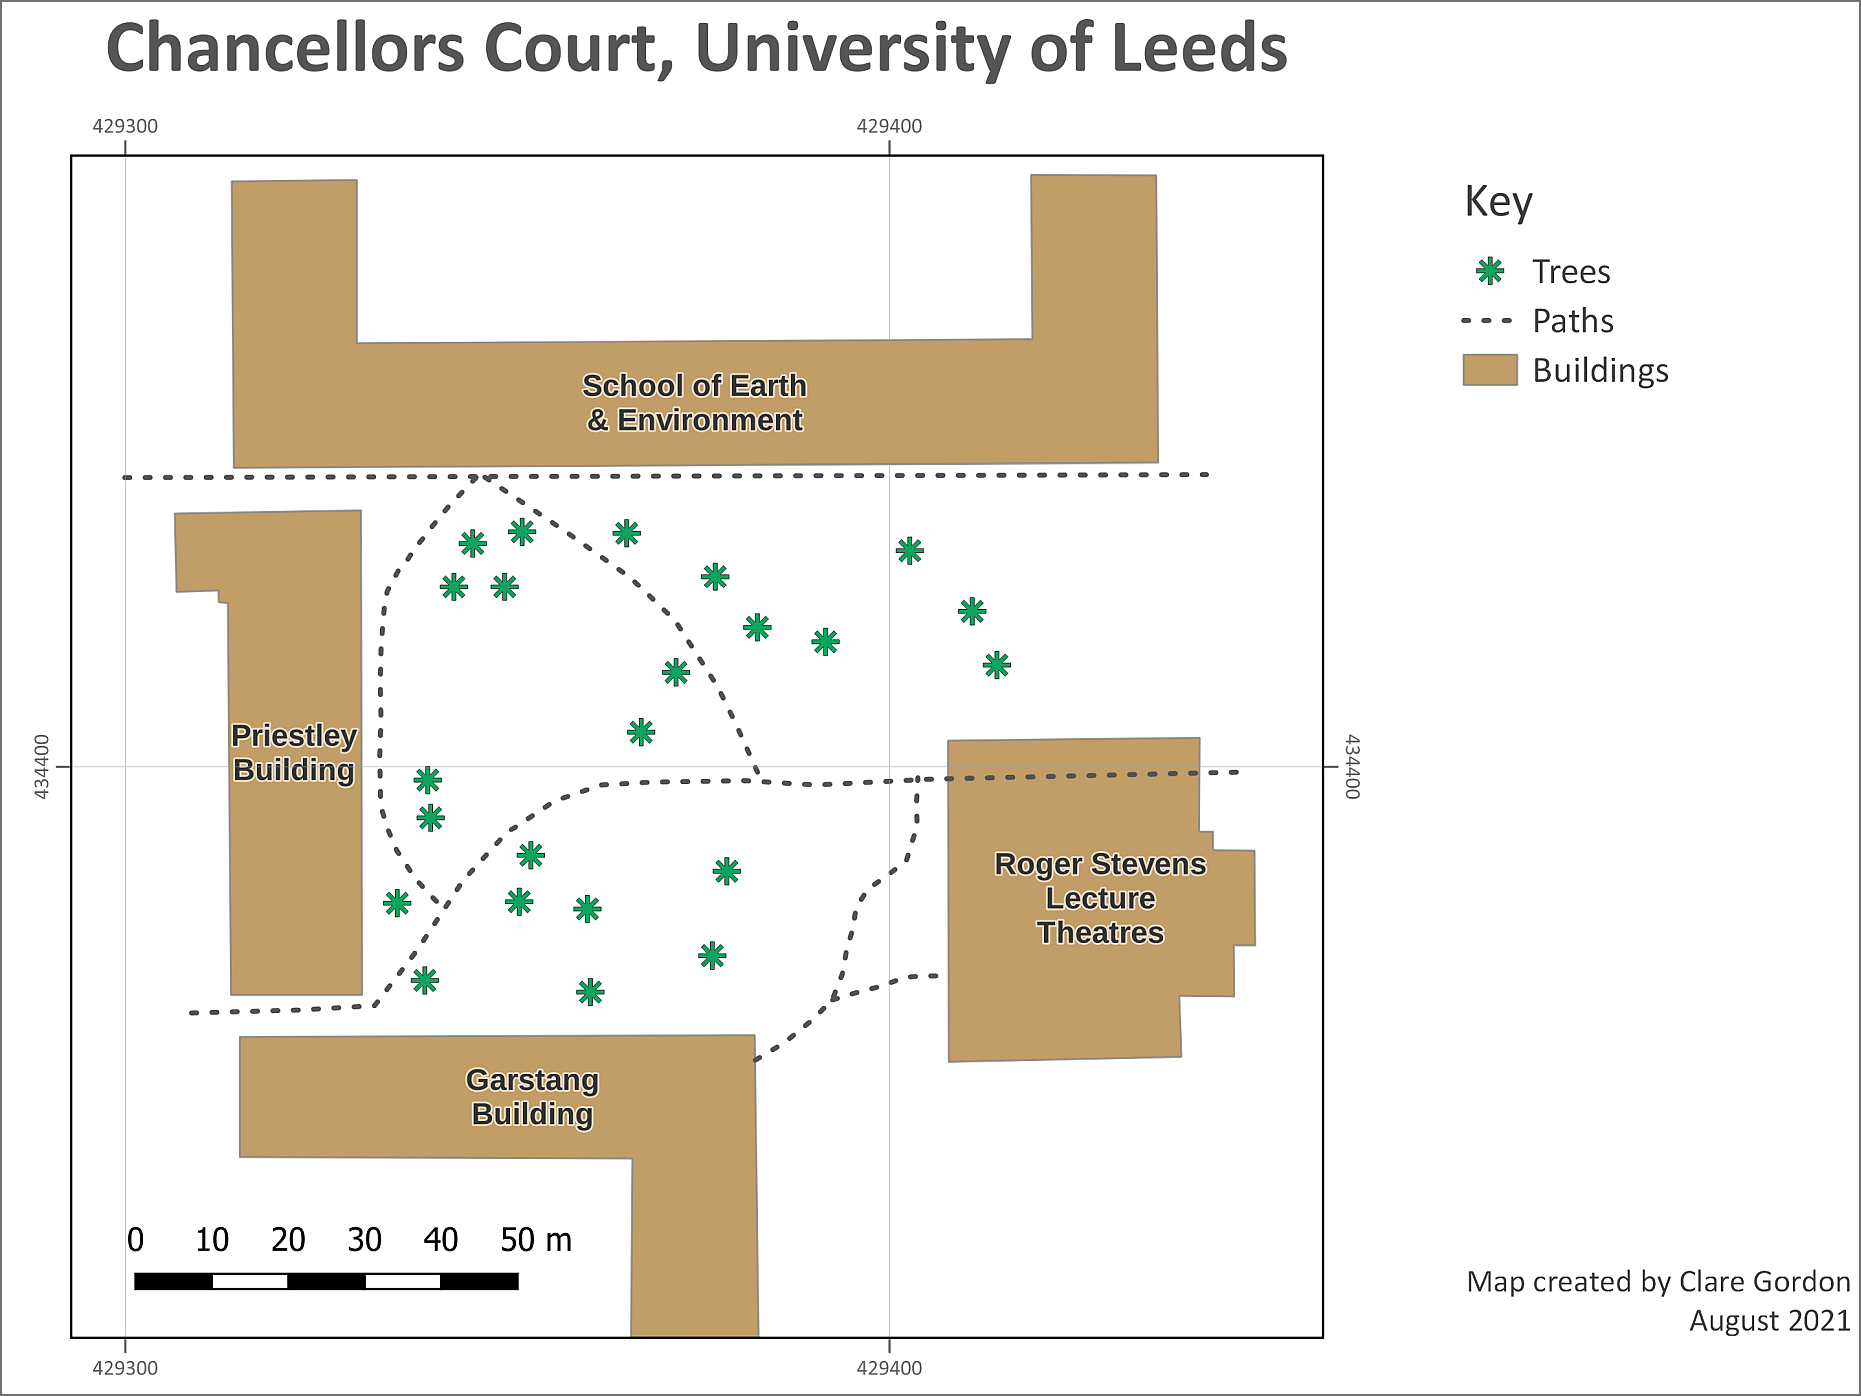 Chancellors Court, University of Leeds
429300
429400
Key
Trees
Paths
Buildings
School of Earth
& Environment
Priestley
Building
434400
434400
Roger Stevens
Lecture
Theatres
Garstang
Building
0 10 20 30 40 50 m
Map created by Clare Gordon
August 2021
429300
429400